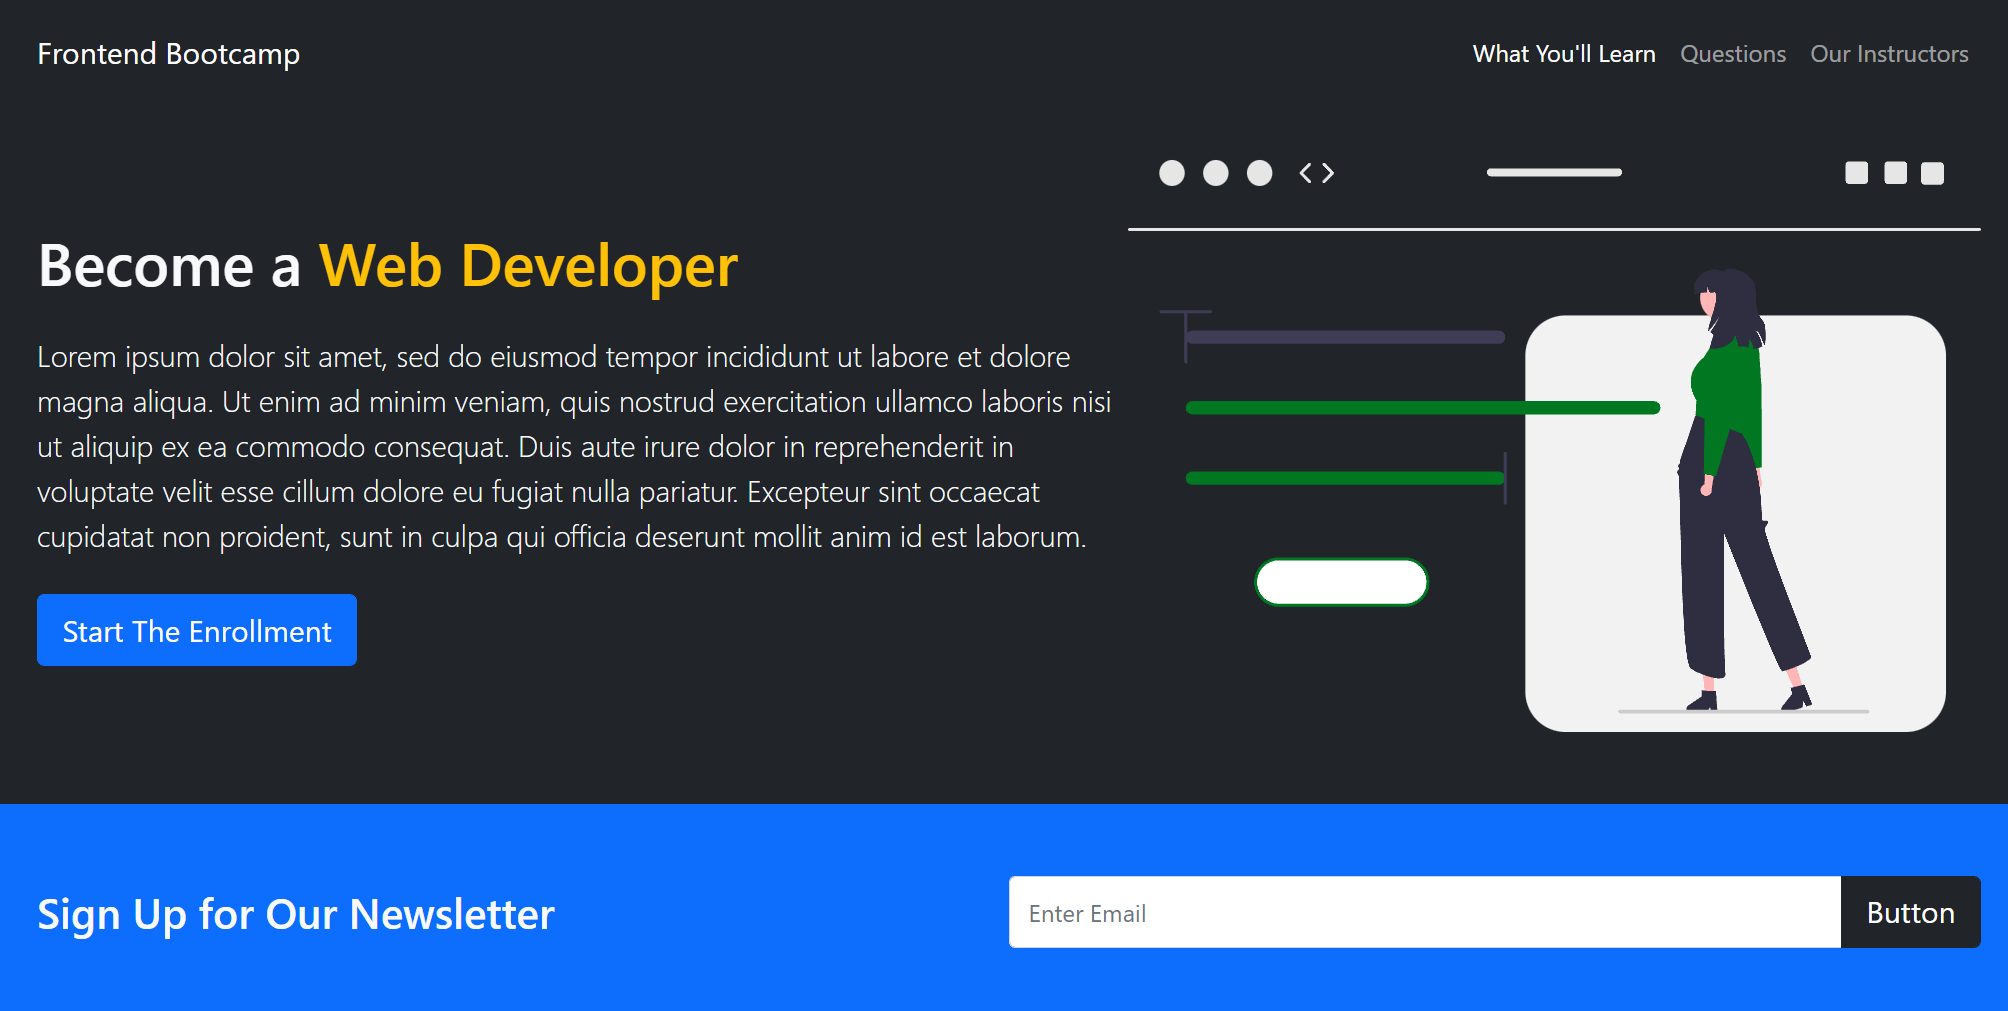 Frontend Bootcamp
What You'll Learn
Questions
Our Instructors
Become a Web Developer
Lorem ipsum dolor sit amet, sed do eiusmod tempor incididunt ut labore et dolore
magna aliqua. Ut enim ad minim veniam, quis nostrud exercitation ullamco laboris nisi
ut aliquip ex ea commodo consequat. Duis aute irure dolor in reprehenderit in
voluptate velit esse cillum dolore eu fugiat nulla pariatur. Excepteur sint occaecat
cupidatat non proident, sunt in culpa qui officia deserunt mollit anim id est laborum.
Start The Enrollment
Sign Up for Our Newsletter
Enter Email
Button